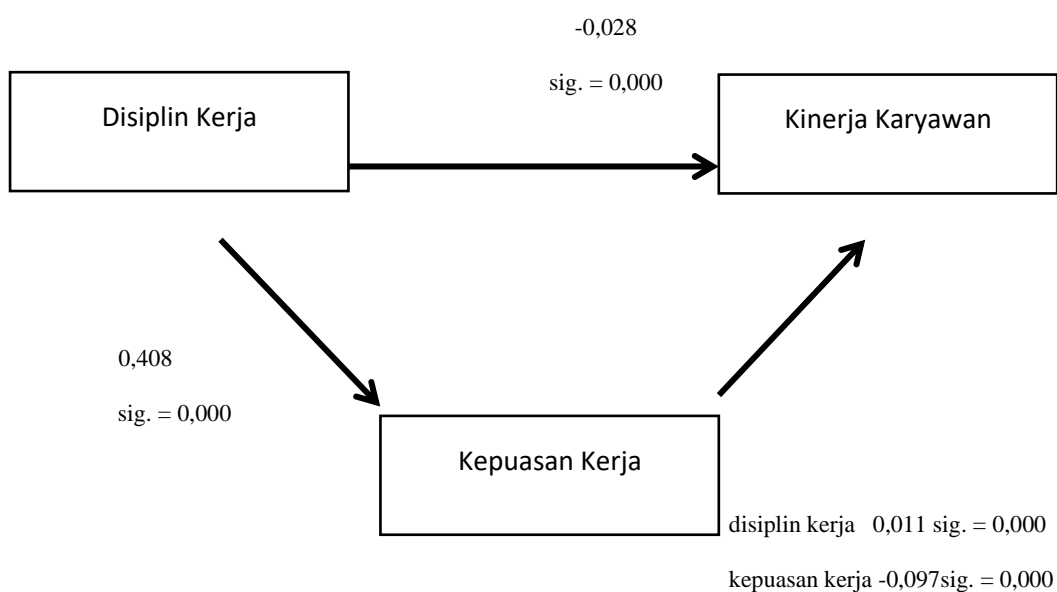 -0,028
sig. = 0,000
Disiplin Kerja
Kinerja Karyawan
0,408
sig. = 0,000
Kepuasan Kerja
disiplin kerja 0,011 sig. = 0,000
kepuasan kerja -0,097sig. = 0,000